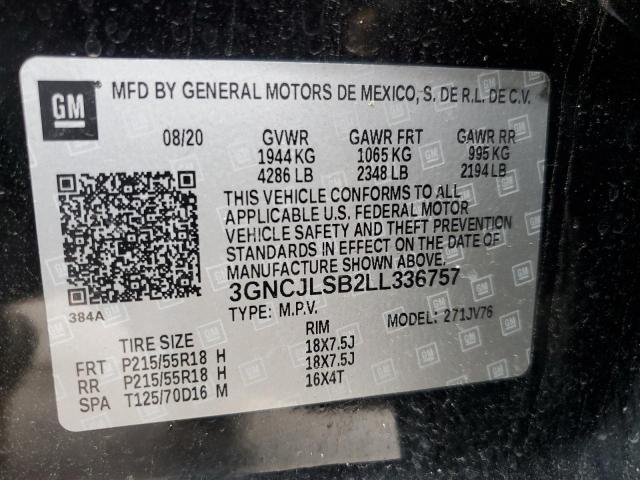 GM
MFD BY GENERAL MOTORS DE MEXICO, S. DE R.L. DE C.V.
08/20 GVWR GAWR FRT GAWR RR
1944 KG 1065 KG 995 KG
4286 LB 2348 LB 2194 LB
THIS VEHICLE CONFORMS TO ALL
APPLICABLE U.S. FEDERAL MOTOR
VEHICLE SAFETY AND THEFT PREVENTION
STANDARDS IN EFFECT ON THE DATE OF
MANUFACTURE SHOWN ABOVE.
3GNCJLSB2LL336757
384A
TYPE: M.P.V. MODEL: 271JV76
TIRE SIZE RIM
FRT P215/55R18 H 18X7.5J
RR P215/55R18 H 18X7.5J
SPA T125/70D16 M 16X4T